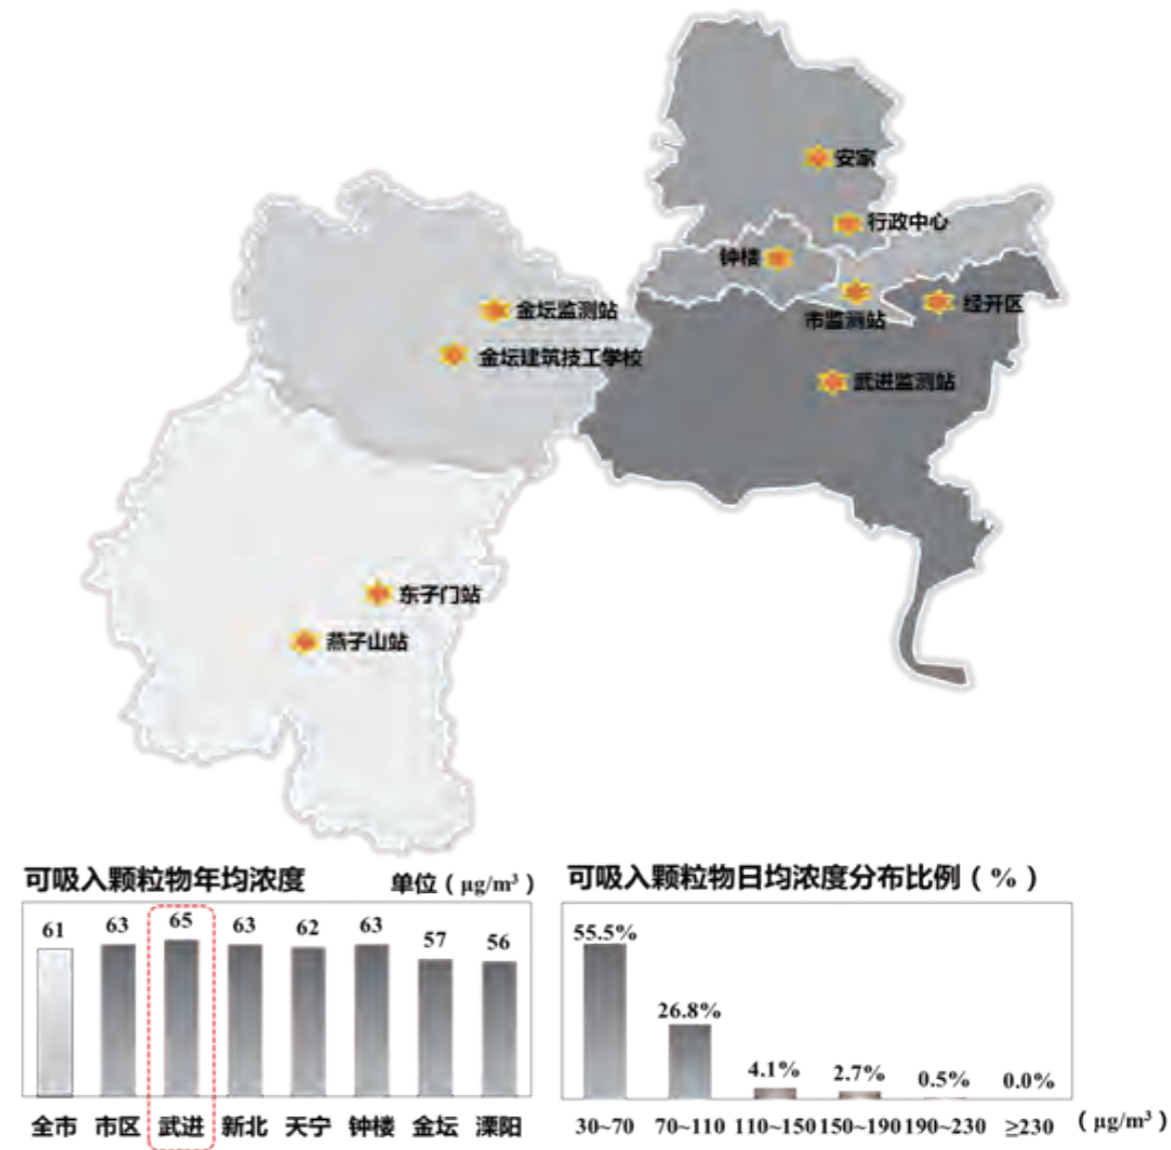 安家
行政中心
钟楼
经开区
市监测站
金坛监测站
金坛建筑技工学校
武进监测站
东子门站
燕子山站
可吸入颗粒物年均浓度 单位（μg/m³）
61 63 65 63 62 63 57 56
全市 市区 武进 新北 天宁 钟楼 金坛 溧阳
可吸入颗粒物日均浓度分布比例（%）
55.5% 26.8% 4.1% 2.7% 0.5% 0.0%
30~70 70~110 110~150 150~190 190~230 ≥230 （μg/m³）